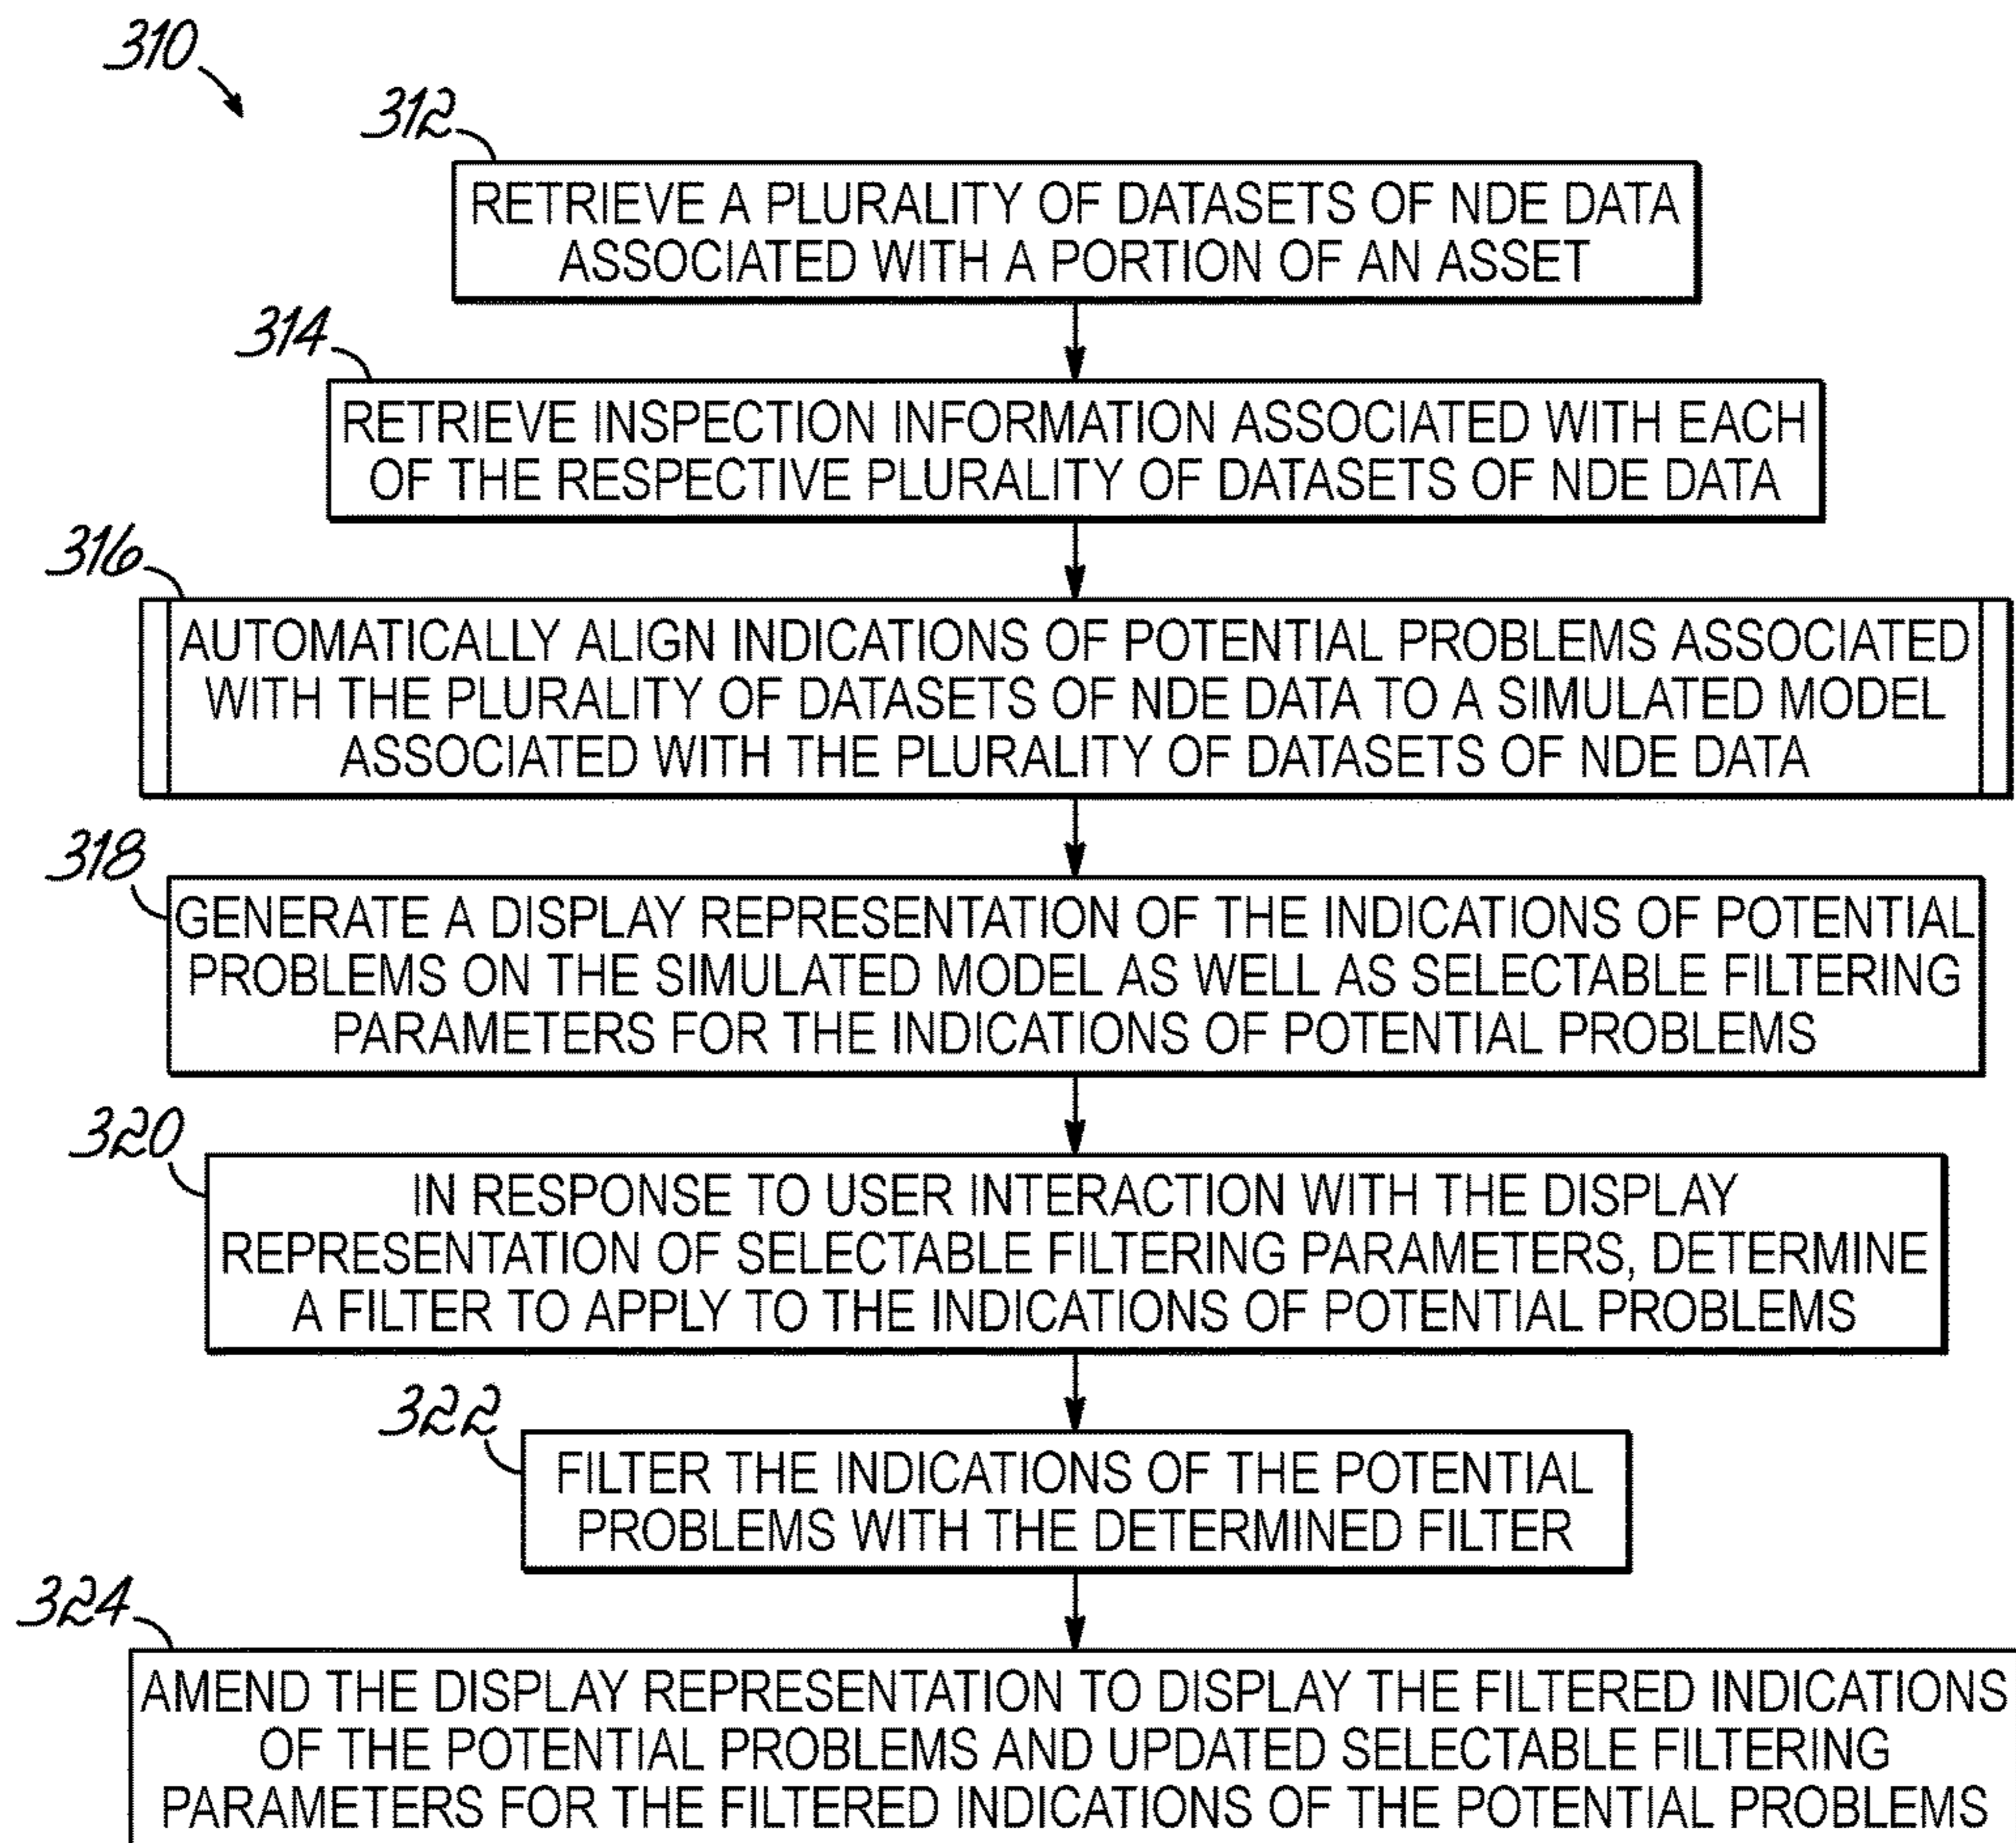 310
312
RETRIEVE A PLURALITY OF DATASETS OF NDE DATA
ASSOCIATED WITH A PORTION OF AN ASSET
314
RETRIEVE INSPECTION INFORMATION ASSOCIATED WITH EACH
OF THE RESPECTIVE PLURALITY OF DATASETS OF NDE DATA
316
AUTOMATICALLY ALIGN INDICATIONS OF POTENTIAL PROBLEMS ASSOCIATED
WITH THE PLURALITY OF DATASETS OF NDE DATA TO A SIMULATED MODEL
ASSOCIATED WITH THE PLURALITY OF DATASETS OF NDE DATA
318
GENERATE A DISPLAY REPRESENTATION OF THE INDICATIONS OF POTENTIAL
PROBLEMS ON THE SIMULATED MODEL AS WELL AS SELECTABLE FILTERING
PARAMETERS FOR THE INDICATIONS OF POTENTIAL PROBLEMS
320
IN RESPONSE TO USER INTERACTION WITH THE DISPLAY
REPRESENTATION OF SELECTABLE FILTERING PARAMETERS, DETERMINE
A FILTER TO APPLY TO THE INDICATIONS OF POTENTIAL PROBLEMS
322
FILTER THE INDICATIONS OF THE POTENTIAL
PROBLEMS WITH THE DETERMINED FILTER
324
AMEND THE DISPLAY REPRESENTATION TO DISPLAY THE FILTERED INDICATIONS
OF THE POTENTIAL PROBLEMS AND UPDATED SELECTABLE FILTERING
PARAMETERS FOR THE FILTERED INDICATIONS OF THE POTENTIAL PROBLEMS